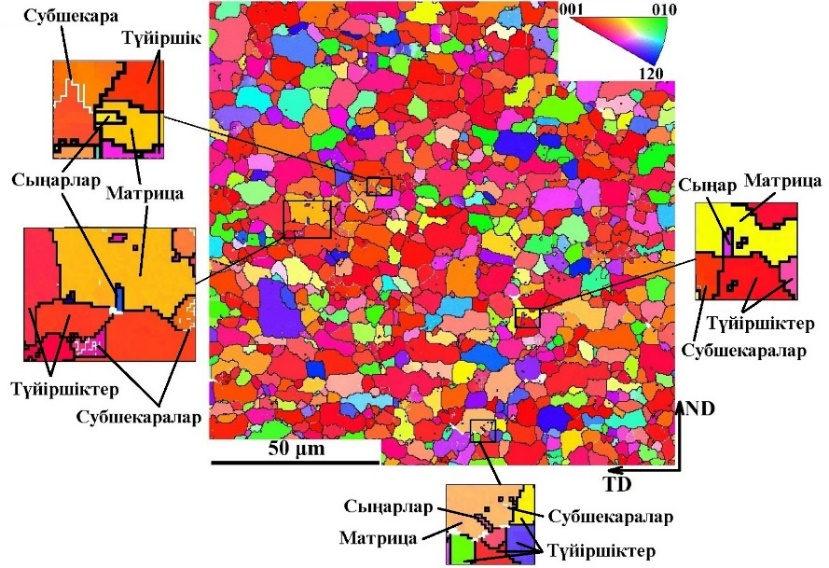 Субшекара
Түйіршік
001
010
120
Сыңарлар
Матрица
Сыңар
Матрица
Түйіршіктер
Субшекаралар
Түйіршіктер
Субшекаралар
ND
50 μm
TD
Сыңарлар
Субшекаралар
Матрица
Түйіршіктер